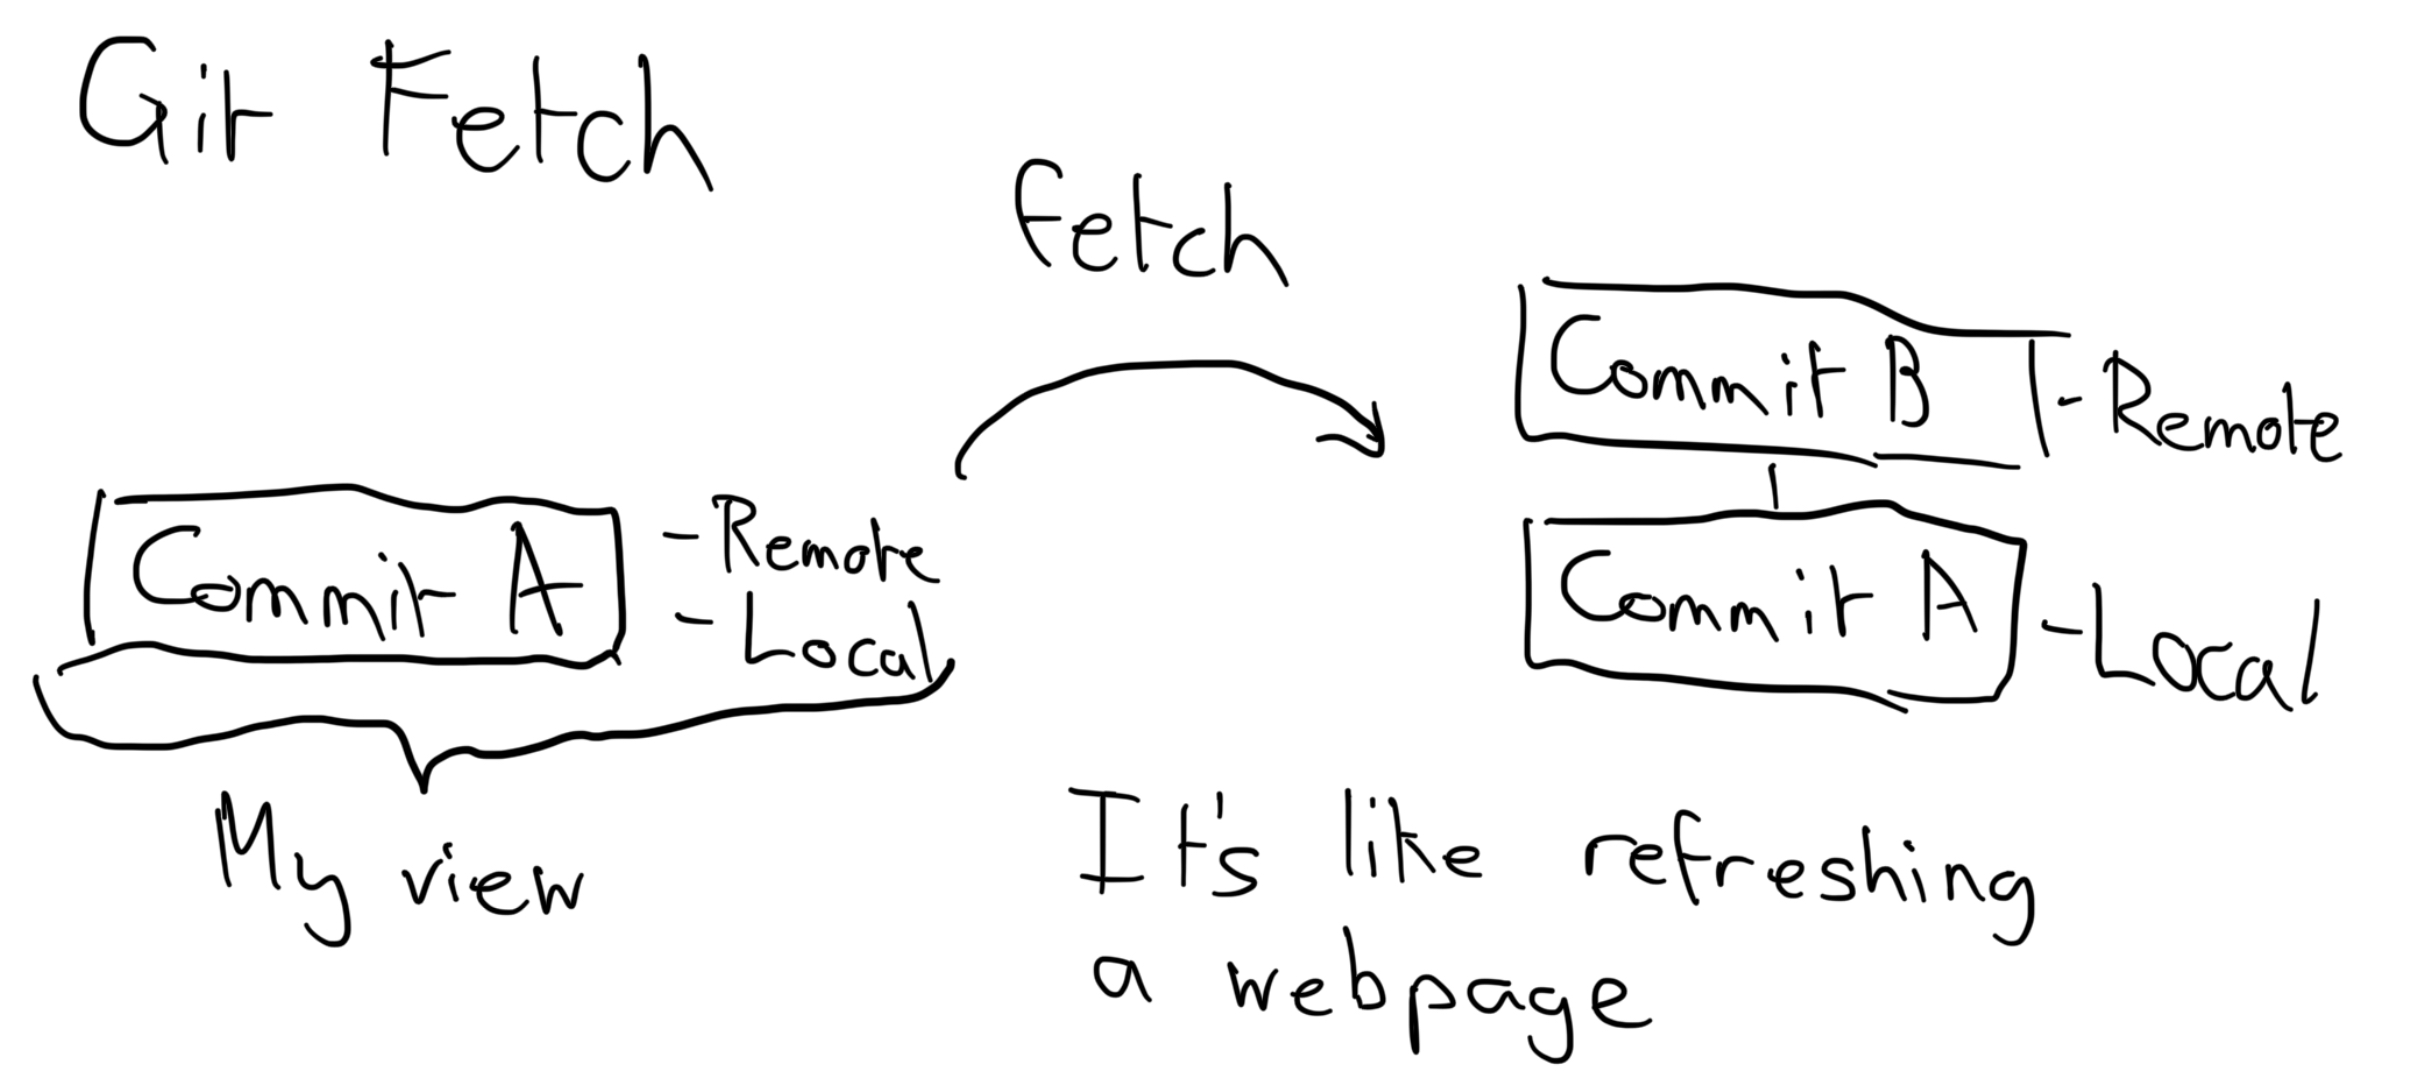 Git Fetch
fetch
Commit A
- Remote
- Local
My view
Commit B
- Remote
Commit A
- Local
It's like refreshing
a webpage